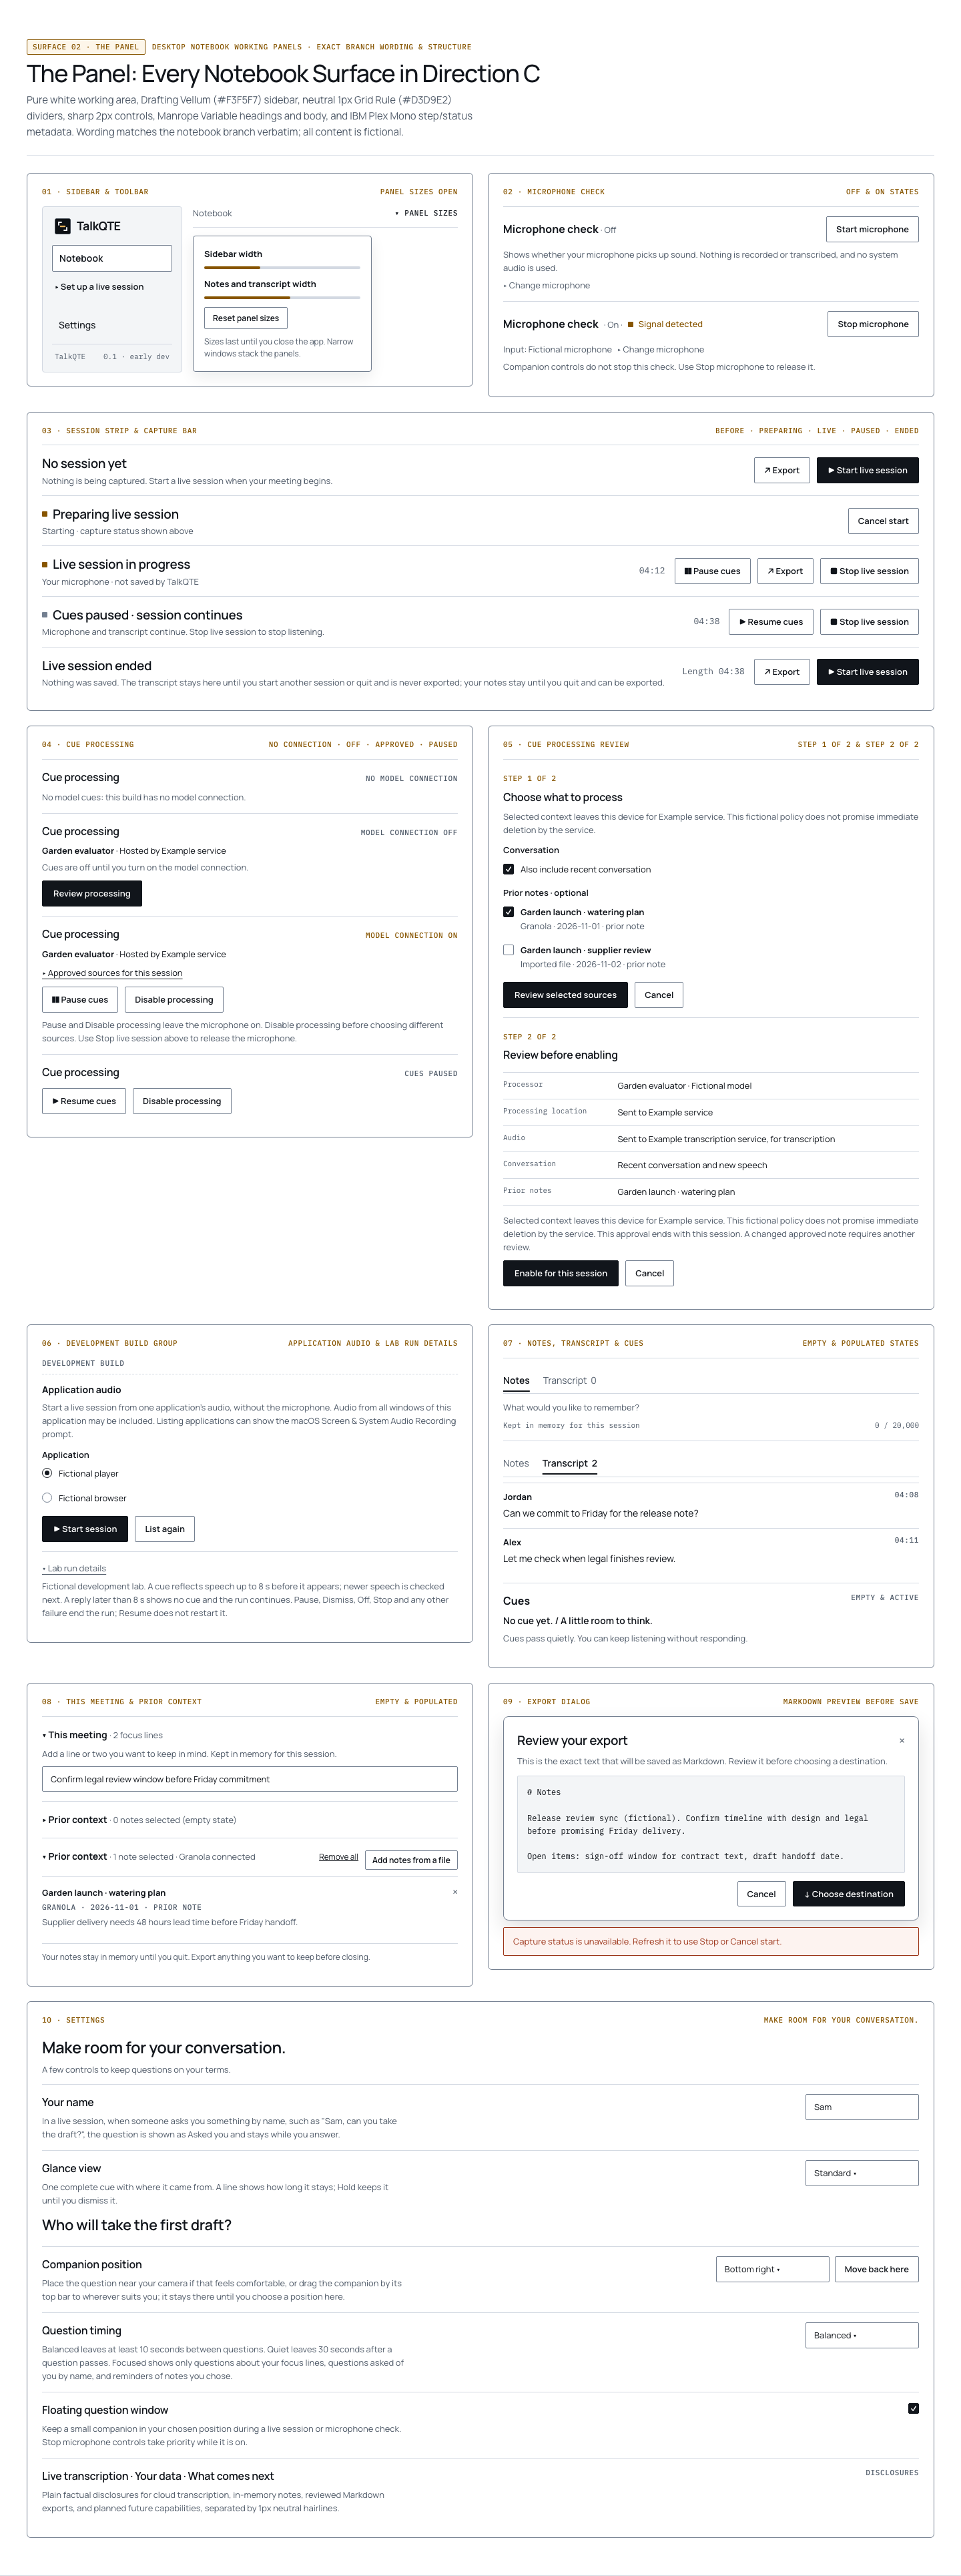 SURFACE 02 · THE PANEL
DESKTOP NOTEBOOK WORKING PANELS · EXACT BRANCH WORDING & STRUCTURE
The Panel: Every Notebook Surface in Direction C
Pure white working area, Drafting Vellum (#F3F5F7) sidebar, neutral 1px Grid Rule (#D3D9E2)
dividers, sharp 2px controls, Manrope Variable headings and body, and IBM Plex Mono step/status
metadata. Wording matches the notebook branch verbatim; all content is fictional.
01 · SIDEBAR & TOOLBAR
PANEL SIZES OPEN
TalkQTE
Notebook
▸ Set up a live session
Settings
TalkQTE 0.1 · early dev
Notebook
▾ PANEL SIZES
Sidebar width
Notes and transcript width
Reset panel sizes
Sizes last until you close the app. Narrow
windows stack the panels.
02 · MICROPHONE CHECK
OFF & ON STATES
Microphone check · Off
Start microphone
Shows whether your microphone picks up sound. Nothing is recorded or transcribed, and no system
audio is used.
▸ Change microphone
Microphone check · On · Signal detected
Stop microphone
Input: Fictional microphone ▸ Change microphone
Companion controls do not stop this check. Use Stop microphone to release it.
03 · SESSION STRIP & CAPTURE BAR
BEFORE · PREPARING · LIVE · PAUSED · ENDED
No session yet
Nothing is being captured. Start a live session when your meeting begins.
↗ Export
▶ Start live session
Preparing live session
Starting · capture status shown above
Cancel start
Live session in progress
Your microphone · not saved by TalkQTE
04:12
Pause cues
↗ Export
Stop live session
Cues paused · session continues
Microphone and transcript continue. Stop live session to stop listening.
04:38
▶ Resume cues
Stop live session
Live session ended
Nothing was saved. The transcript stays here until you start another session or quit and is never exported; your notes stay until you quit and can be exported.
Length 04:38
↗ Export
▶ Start live session
04 · CUE PROCESSING
NO CONNECTION · OFF · APPROVED · PAUSED
Cue processing
NO MODEL CONNECTION
No model cues: this build has no model connection.
Cue processing
MODEL CONNECTION OFF
Garden evaluator · Hosted by Example service
Cues are off until you turn on the model connection.
Review processing
Cue processing
MODEL CONNECTION ON
Garden evaluator · Hosted by Example service
▸ Approved sources for this session
Pause cues
Disable processing
Pause and Disable processing leave the microphone on. Disable processing before choosing different
sources. Use Stop live session above to release the microphone.
Cue processing
CUES PAUSED
▶ Resume cues
Disable processing
05 · CUE PROCESSING REVIEW
STEP 1 OF 2 & STEP 2 OF 2
STEP 1 OF 2
Choose what to process
Selected context leaves this device for Example service. This fictional policy does not promise immediate
deletion by the service.
Conversation
Also include recent conversation
Prior notes · optional
Garden launch · watering plan
Granola · 2026-11-01 · prior note
Garden launch · supplier review
Imported file · 2026-11-02 · prior note
Review selected sources
Cancel
STEP 2 OF 2
Review before enabling
Processor Garden evaluator · Fictional model
Processing location Sent to Example service
Audio Sent to Example transcription service, for transcription
Conversation Recent conversation and new speech
Prior notes Garden launch · watering plan
Selected context leaves this device for Example service. This fictional policy does not promise immediate
deletion by the service. This approval ends with this session. A changed approved note requires another
review.
Enable for this session
Cancel
06 · DEVELOPMENT BUILD GROUP
APPLICATION AUDIO & LAB RUN DETAILS
DEVELOPMENT BUILD
Application audio
Start a live session from one application's audio, without the microphone. Audio from all windows of this
application may be included. Listing applications can show the macOS Screen & System Audio Recording
prompt.
Application
Fictional player
Fictional browser
▶ Start session
List again
▾ Lab run details
Fictional development lab. A cue reflects speech up to 8 s before it appears; newer speech is checked
next. A reply later than 8 s shows no cue and the run continues. Pause, Dismiss, Off, Stop and any other
failure end the run; Resume does not restart it.
07 · NOTES, TRANSCRIPT & CUES
EMPTY & POPULATED STATES
Notes Transcript 0
What would you like to remember?
Kept in memory for this session
0 / 20,000
Notes Transcript 2
Jordan
04:08
Can we commit to Friday for the release note?
Alex
04:11
Let me check when legal finishes review.
Cues
EMPTY & ACTIVE
No cue yet. / A little room to think.
Cues pass quietly. You can keep listening without responding.
08 · THIS MEETING & PRIOR CONTEXT
EMPTY & POPULATED
▾ This meeting · 2 focus lines
Add a line or two you want to keep in mind. Kept in memory for this session.
Confirm legal review window before Friday commitment
▸ Prior context · 0 notes selected (empty state)
▾ Prior context · 1 note selected · Granola connected
Remove all
Add notes from a file
Garden launch · watering plan
×
GRANOLA · 2026-11-01 · PRIOR NOTE
Supplier delivery needs 48 hours lead time before Friday handoff.
Your notes stay in memory until you quit. Export anything you want to keep before closing.
09 · EXPORT DIALOG
MARKDOWN PREVIEW BEFORE SAVE
Review your export
×
This is the exact text that will be saved as Markdown. Review it before choosing a destination.
# Notes
Release review sync (fictional). Confirm timeline with design and legal
before promising Friday delivery.
Open items: sign-off window for contract text, draft handoff date.
Cancel
↓ Choose destination
Capture status is unavailable. Refresh it to use Stop or Cancel start.
10 · SETTINGS
MAKE ROOM FOR YOUR CONVERSATION.
Make room for your conversation.
A few controls to keep questions on your terms.
Your name
Sam
In a live session, when someone asks you something by name, such as "Sam, can you take
the draft?", the question is shown as Asked you and stays while you answer.
Glance view
Standard ▾
One complete cue with where it came from. A line shows how long it stays; Hold keeps it
until you dismiss it.
Who will take the first draft?
Companion position
Bottom right ▾
Move back here
Place the question near your camera if that feels comfortable, or drag the companion by its
top bar to wherever suits you; it stays there until you choose a position here.
Question timing
Balanced ▾
Balanced leaves at least 10 seconds between questions. Quiet leaves 30 seconds after a
question passes. Focused shows only questions about your focus lines, questions asked of
you by name, and reminders of notes you chose.
Floating question window
Keep a small companion in your chosen position during a live session or microphone check.
Stop microphone controls take priority while it is on.
Live transcription · Your data · What comes next
DISCLOSURES
Plain factual disclosures for cloud transcription, in-memory notes, reviewed Markdown
exports, and planned future capabilities, separated by 1px neutral hairlines.